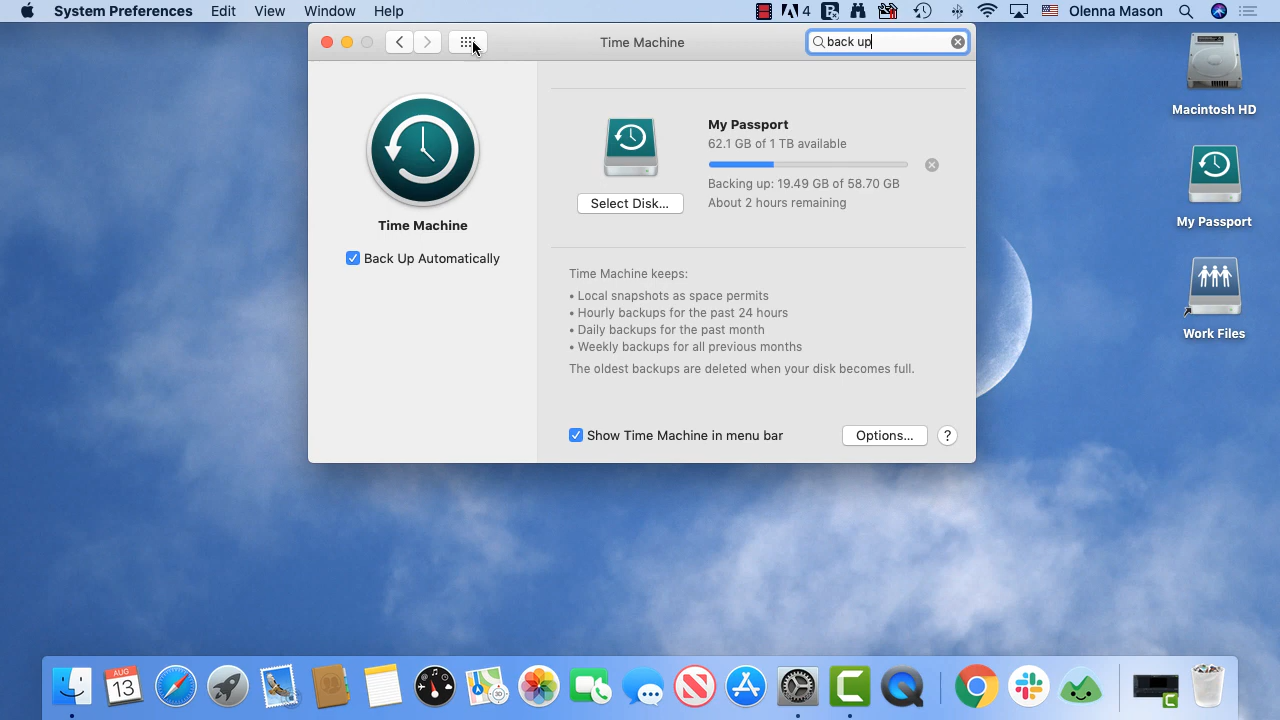 System Preferences Edit View Window Help 4 Olenna Mason
Time Machine
back up
Time Machine
Back Up Automatically
My Passport
62.1 GB of 1 TB available
Backing up: 19.49 GB of 58.70 GB
About 2 hours remaining
Select Disk...
Time Machine keeps:
• Local snapshots as space permits
• Hourly backups for the past 24 hours
• Daily backups for the past month
• Weekly backups for all previous months
The oldest backups are deleted when your disk becomes full.
Show Time Machine in menu bar
Options... ?
Macintosh HD
My Passport
Work Files
AUG
13
3D